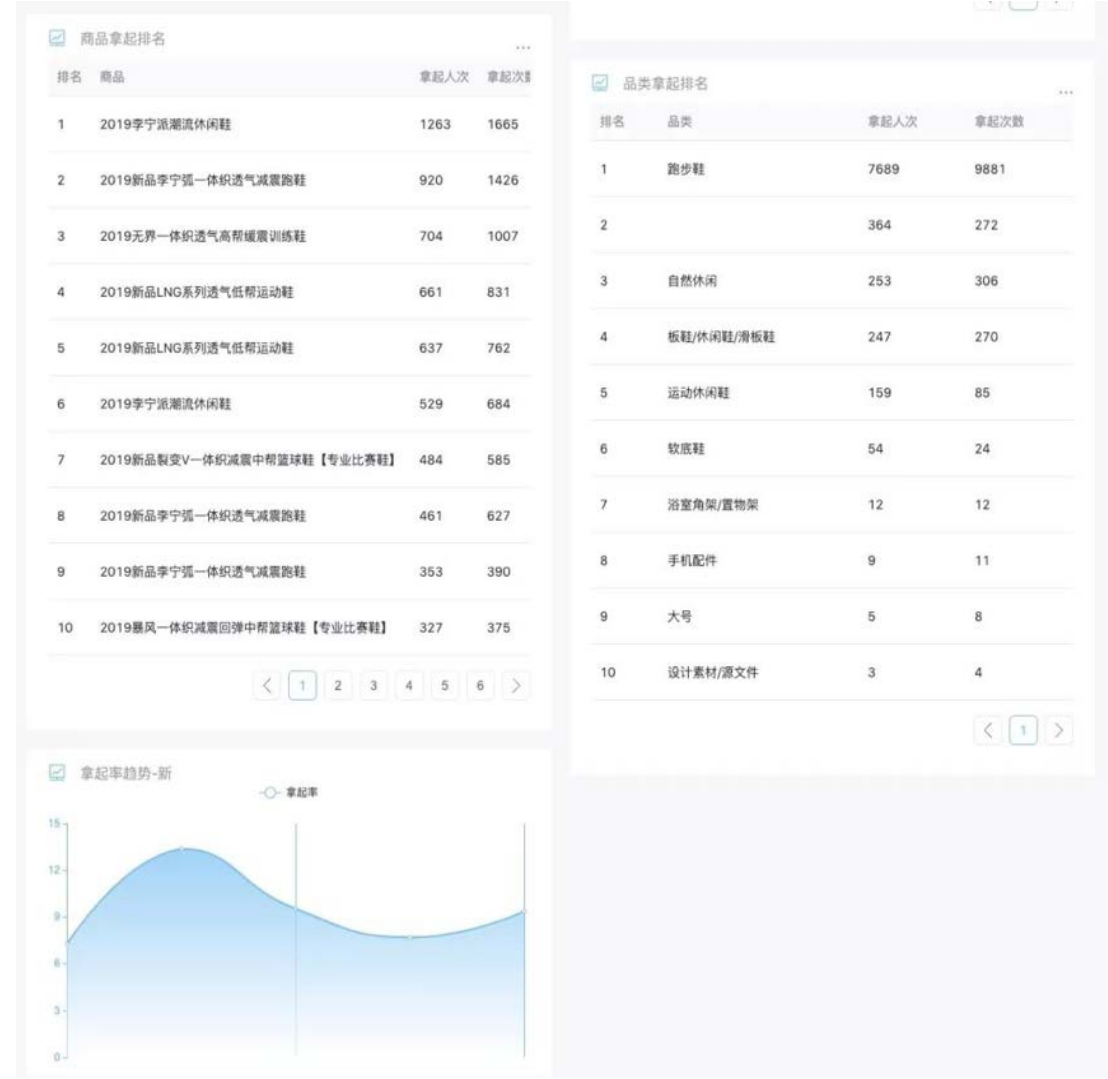 商品拿起排名
...
排名 商品 拿起人次 拿起次数
1 2019李宁派潮流休闲鞋 1263 1665
2 2019新品李宁弧一体织透气减震跑鞋 920 1426
3 2019无界一体织透气高帮缓震训练鞋 704 1007
4 2019新品LNG系列透气低帮运动鞋 661 831
5 2019新品LNG系列透气低帮运动鞋 637 762
6 2019李宁派潮流休闲鞋 529 684
7 2019新品裂变V一体织减震中帮篮球鞋【专业比赛鞋】 484 585
8 2019新品李宁弧一体织透气减震跑鞋 461 627
9 2019新品李宁弧一体织透气减震跑鞋 353 390
10 2019暴风一体织减震回弹中帮篮球鞋【专业比赛鞋】 327 375
< 1 2 3 4 5 6 >
拿起率趋势-新
拿起率
15
12
9
6
3
0
品类拿起排名
...
排名 品类 拿起人次 拿起次数
1 跑步鞋 7689 9881
2 364 272
3 自然休闲 253 306
4 板鞋/休闲鞋/滑板鞋 247 270
5 运动休闲鞋 159 85
6 软底鞋 54 24
7 浴室角架/置物架 12 12
8 手机配件 9 11
9 大号 5 8
10 设计素材/源文件 3 4
< 1 >